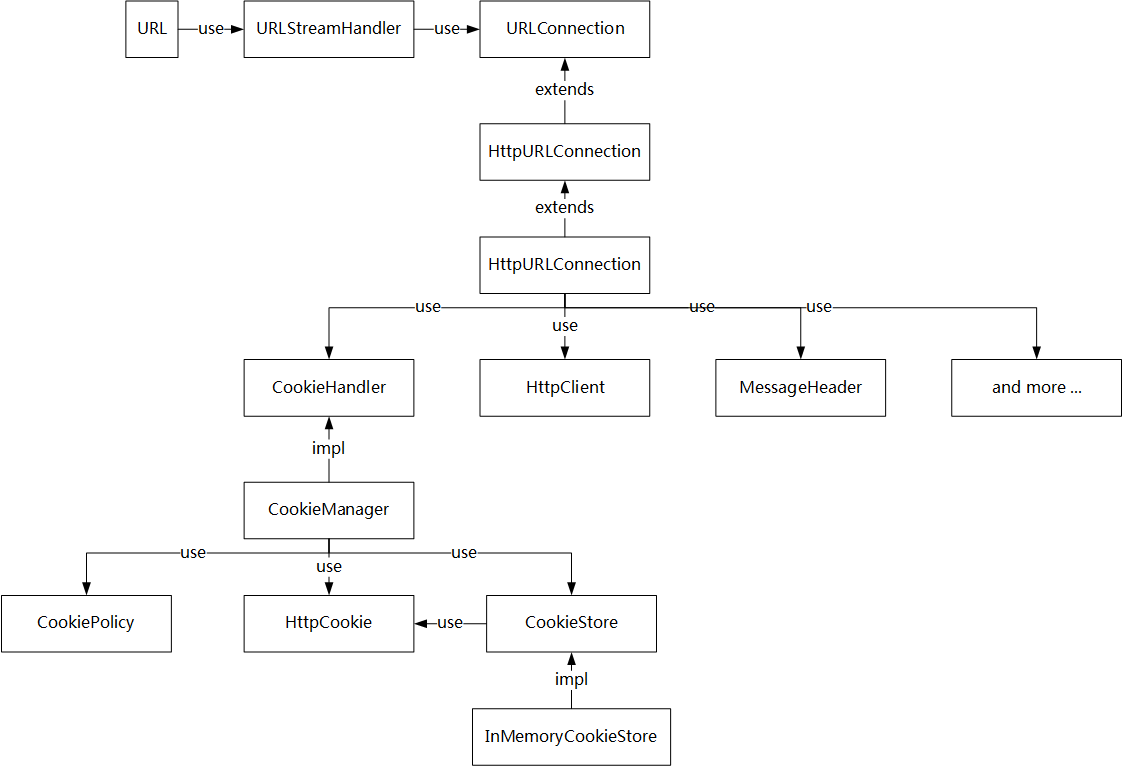 URL
use
URLStreamHandler
use
URLConnection
extends
HttpURLConnection
extends
HttpURLConnection
use
use
use
use
CookieHandler
HttpClient
MessageHeader
and more ...
impl
CookieManager
use
use
use
CookiePolicy
HttpCookie
use
CookieStore
impl
InMemoryCookieStore